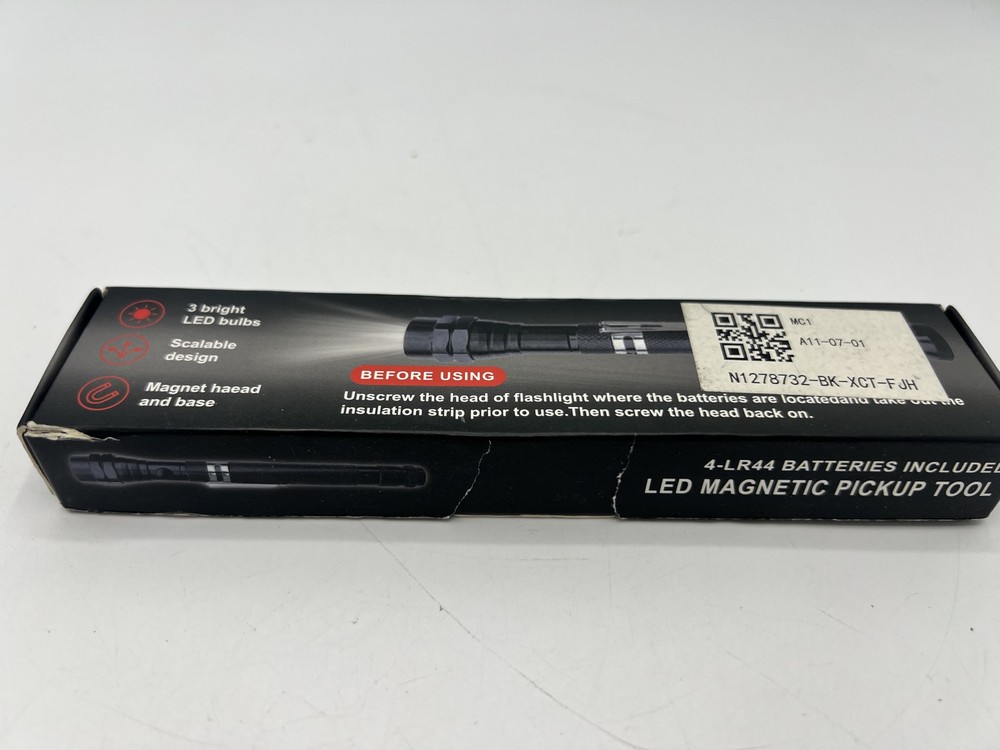 3 bright
LED bulbs
Scalable
design
Magnet haead
and base
BEFORE USING
Unscrew the head of flashlight where the batteries are locatedand take out the
insulation strip prior to use.Then screw the head back on.
MC1
A11-07-01
N1278732-BK-XCT-FJH
4-LR44 BATTERIES INCLUDED
LED MAGNETIC PICKUP TOOL